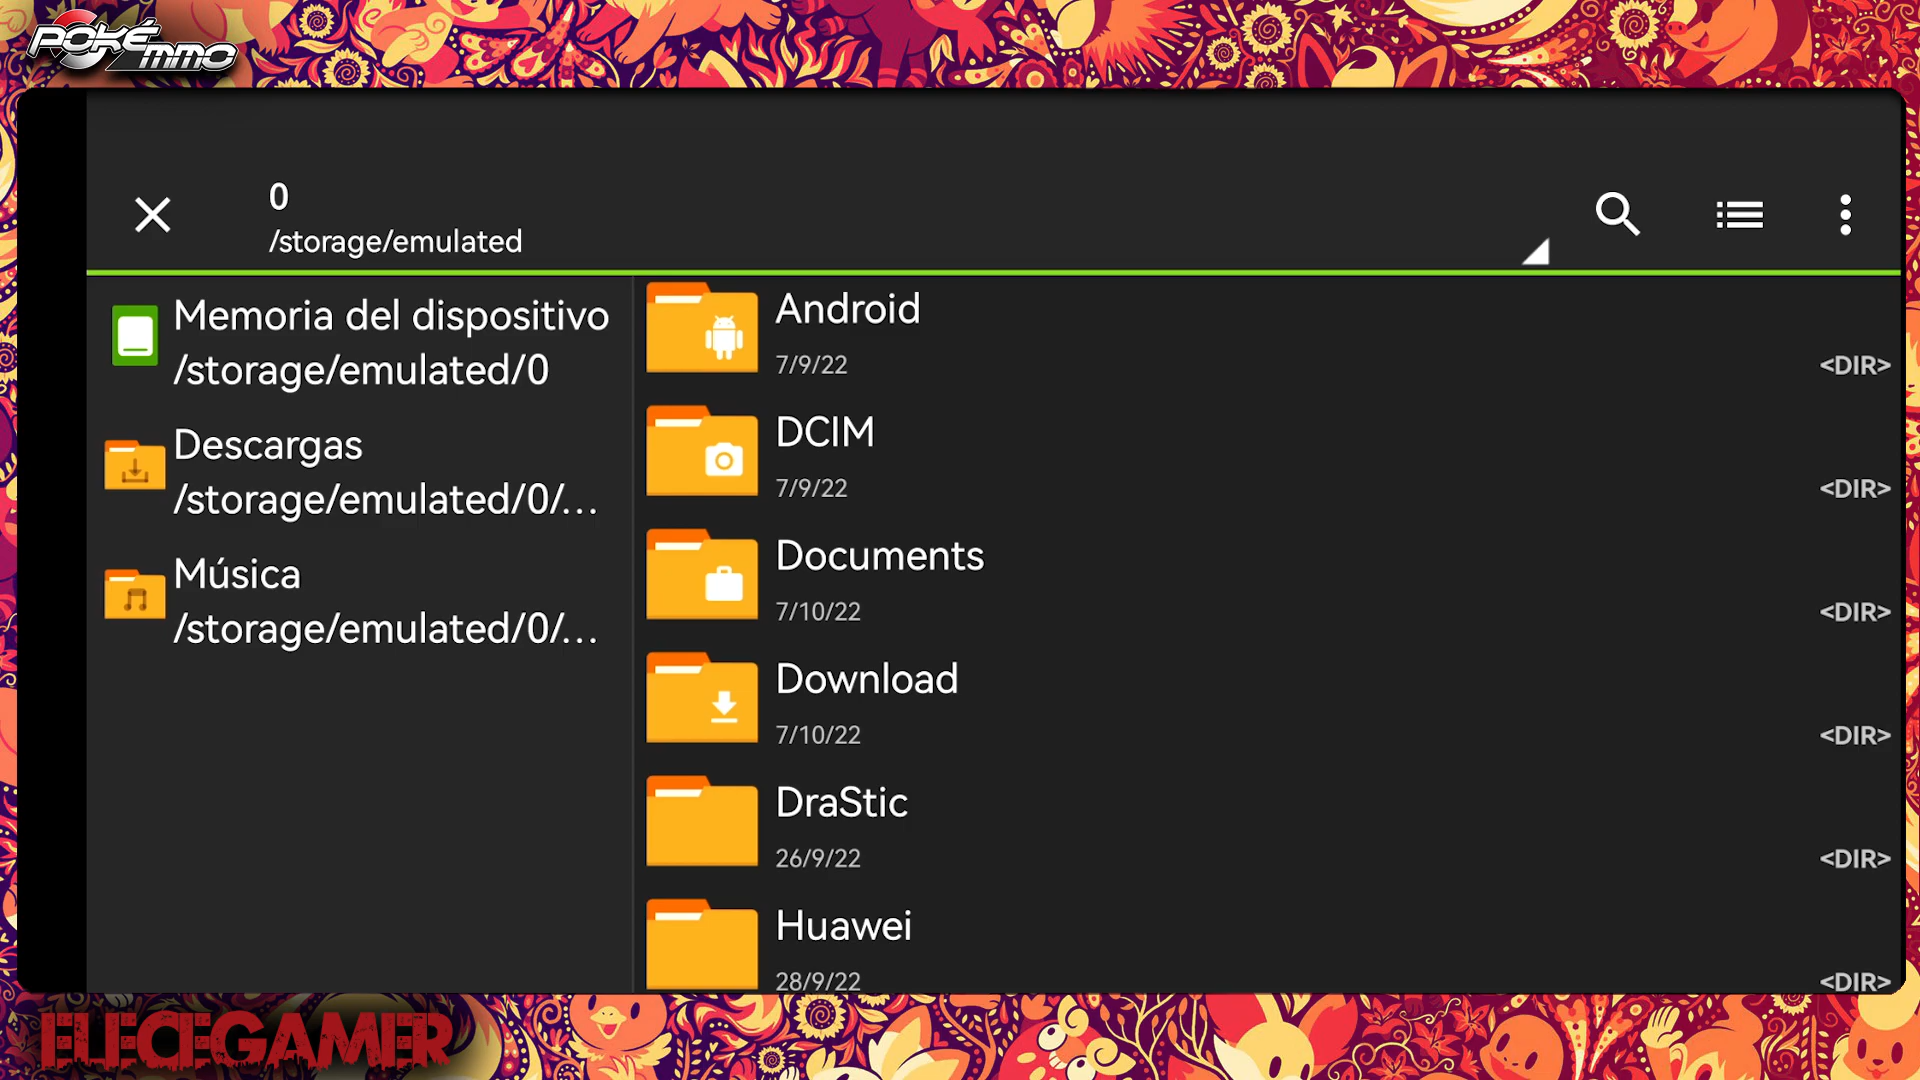 POKÉ
MMO
0
/storage/emulated
Memoria del dispositivo
/storage/emulated/0
Descargas
/storage/emulated/0/...
Música
/storage/emulated/0/...
Android
7/9/22
<DIR>
DCIM
7/9/22
<DIR>
Documents
7/10/22
<DIR>
Download
7/10/22
<DIR>
DraStic
26/9/22
<DIR>
Huawei
28/9/22
<DIR>
ELECEGAMER